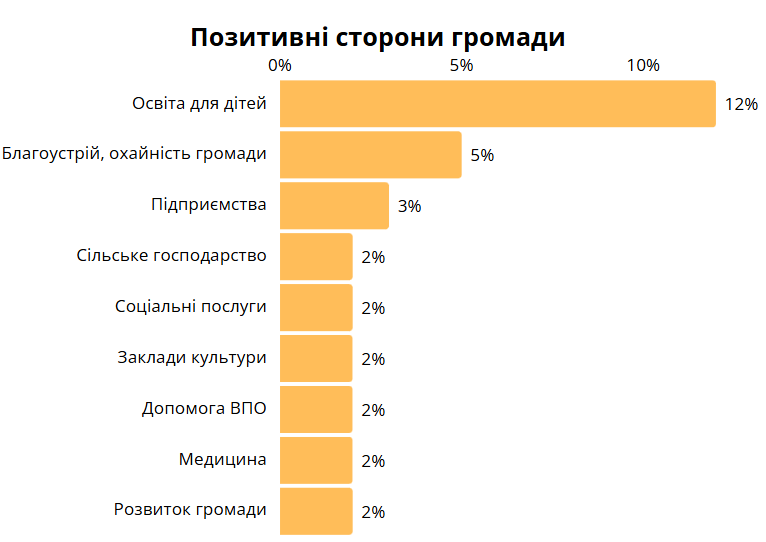 Позитивні сторони громади
0% 5% 10%
Освіта для дітей 12%
Благоустрій, охайність громади 5%
Підприємства 3%
Сільське господарство 2%
Соціальні послуги 2%
Заклади культури 2%
Допомога ВПО 2%
Медицина 2%
Розвиток громади 2%